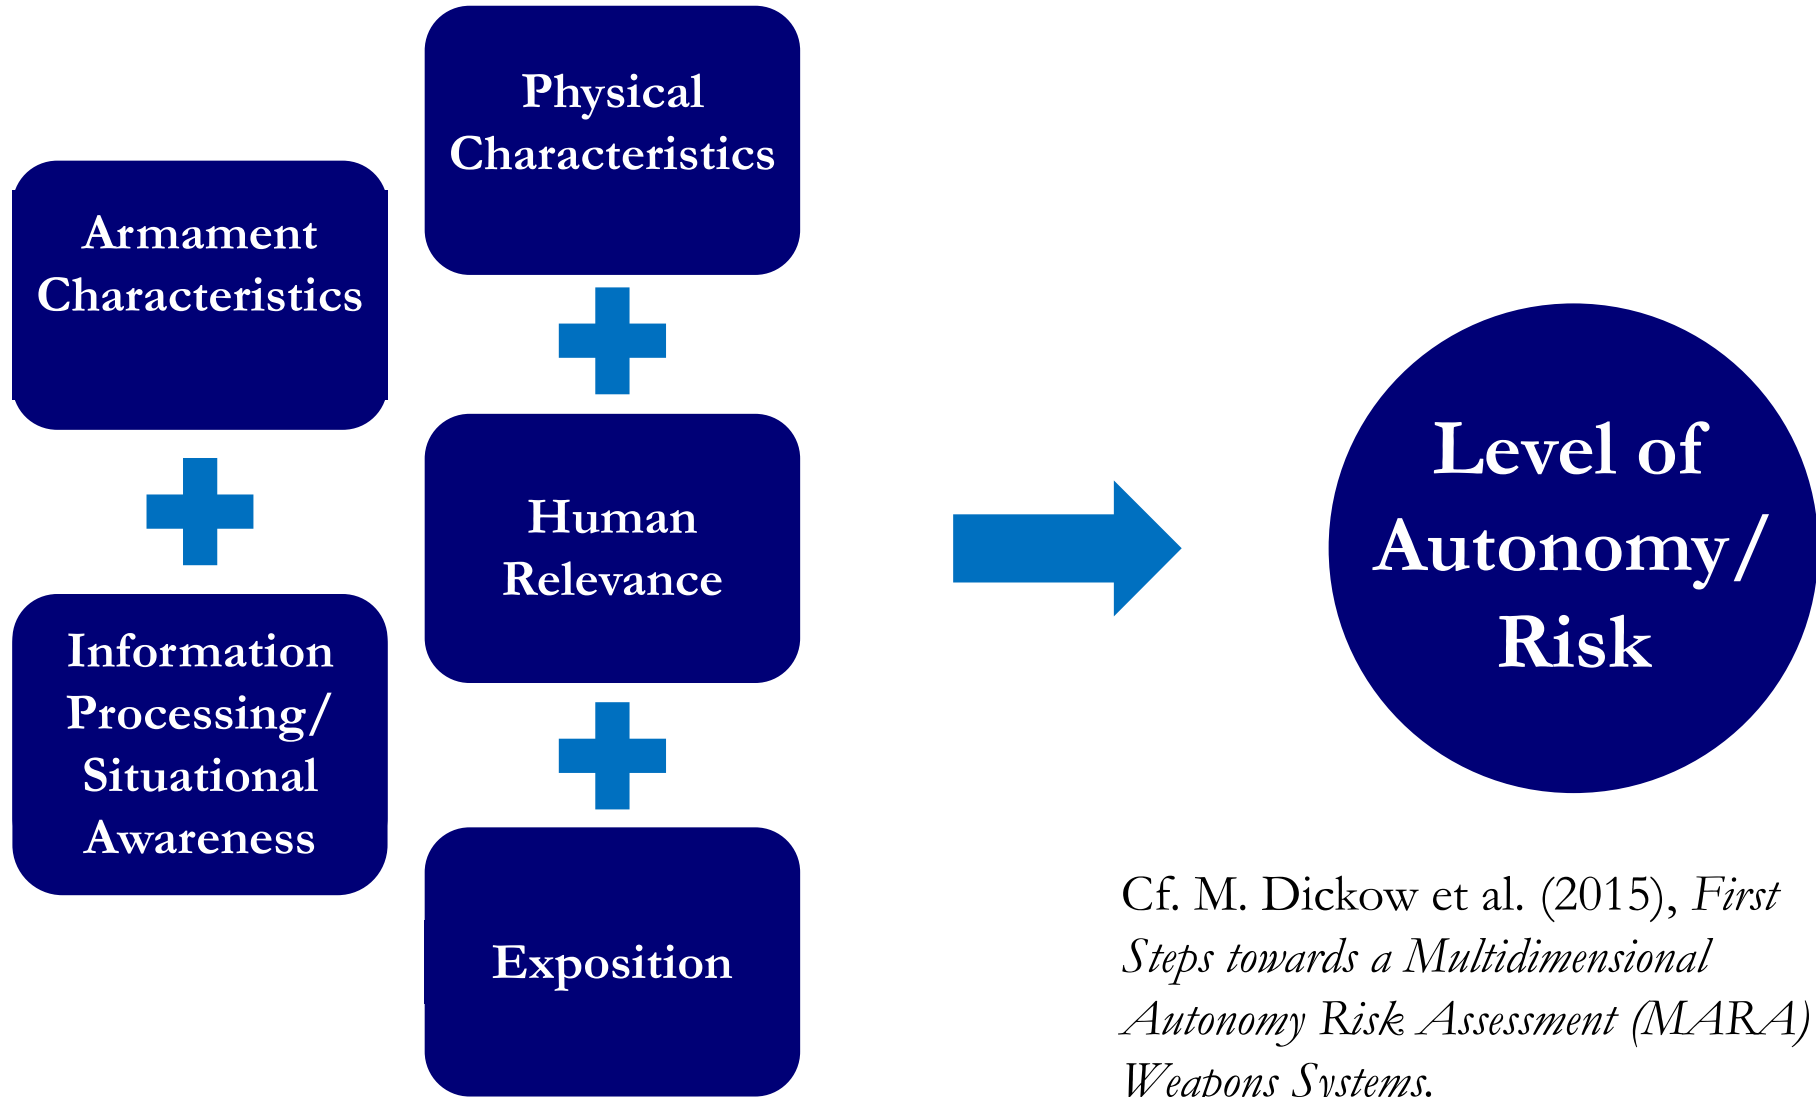 Physical
Characteristics
Armament
Characteristics
Human
Relevance
Information
Processing/
Situational
Awareness
Exposition
Level of
Autonomy/
Risk
Cf. M. Dickow et al. (2015), First
Steps towards a Multidimensional
Autonomy Risk Assessment (MARA)
Weapons Systems.